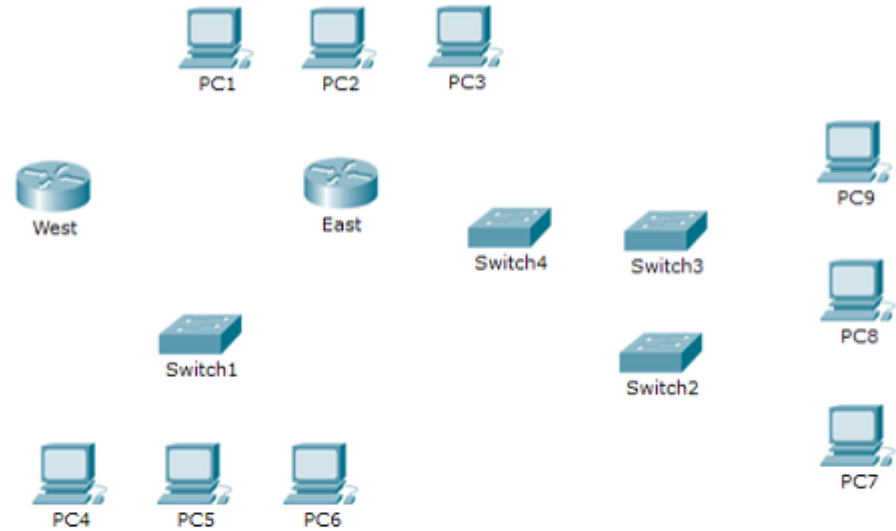 PC1
PC2
PC3
West
East
PC9
Switch4
Switch3
PC8
Switch1
Switch2
PC7
PC4
PC5
PC6